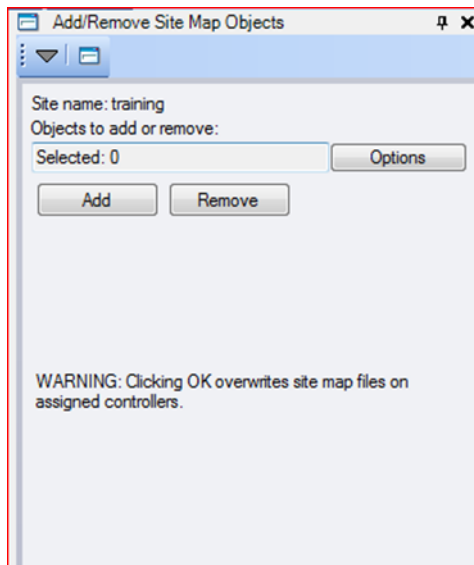 Add/Remove Site Map Objects
Site name: training
Objects to add or remove:
Selected: 0
Options
Add
Remove
WARNING: Clicking OK overwrites site map files on
assigned controllers.